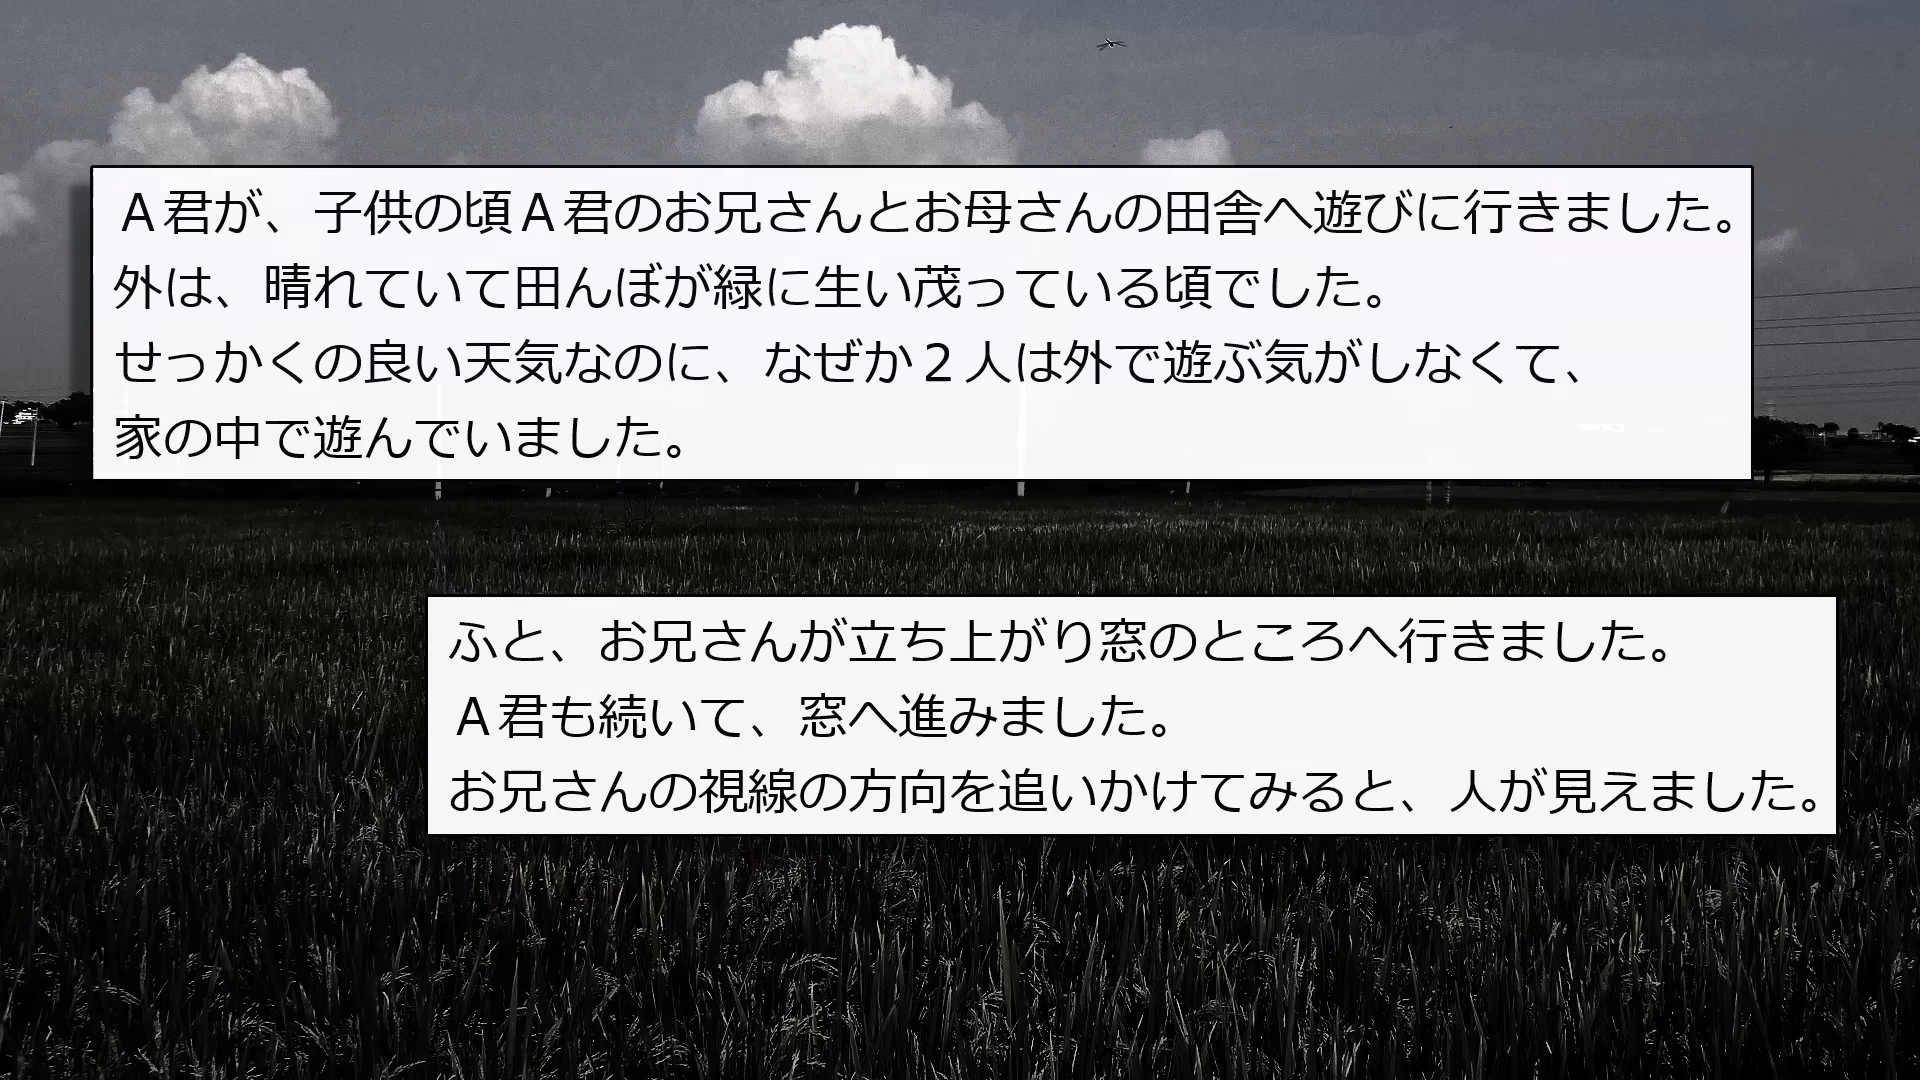 Ａ君が、子供の頃Ａ君のお兄さんとお母さんの田舎へ遊びに行きました。
外は、晴れていて田んぼが緑に生い茂っている頃でした。
せっかくの良い天気なのに、なぜか２人は外で遊ぶ気がしなくて、
家の中で遊んでいました。
ふと、お兄さんが立ち上がり窓のところへ行きました。
Ａ君も続いて、窓へ進みました。
お兄さんの視線の方向を追いかけてみると、人が見えました。